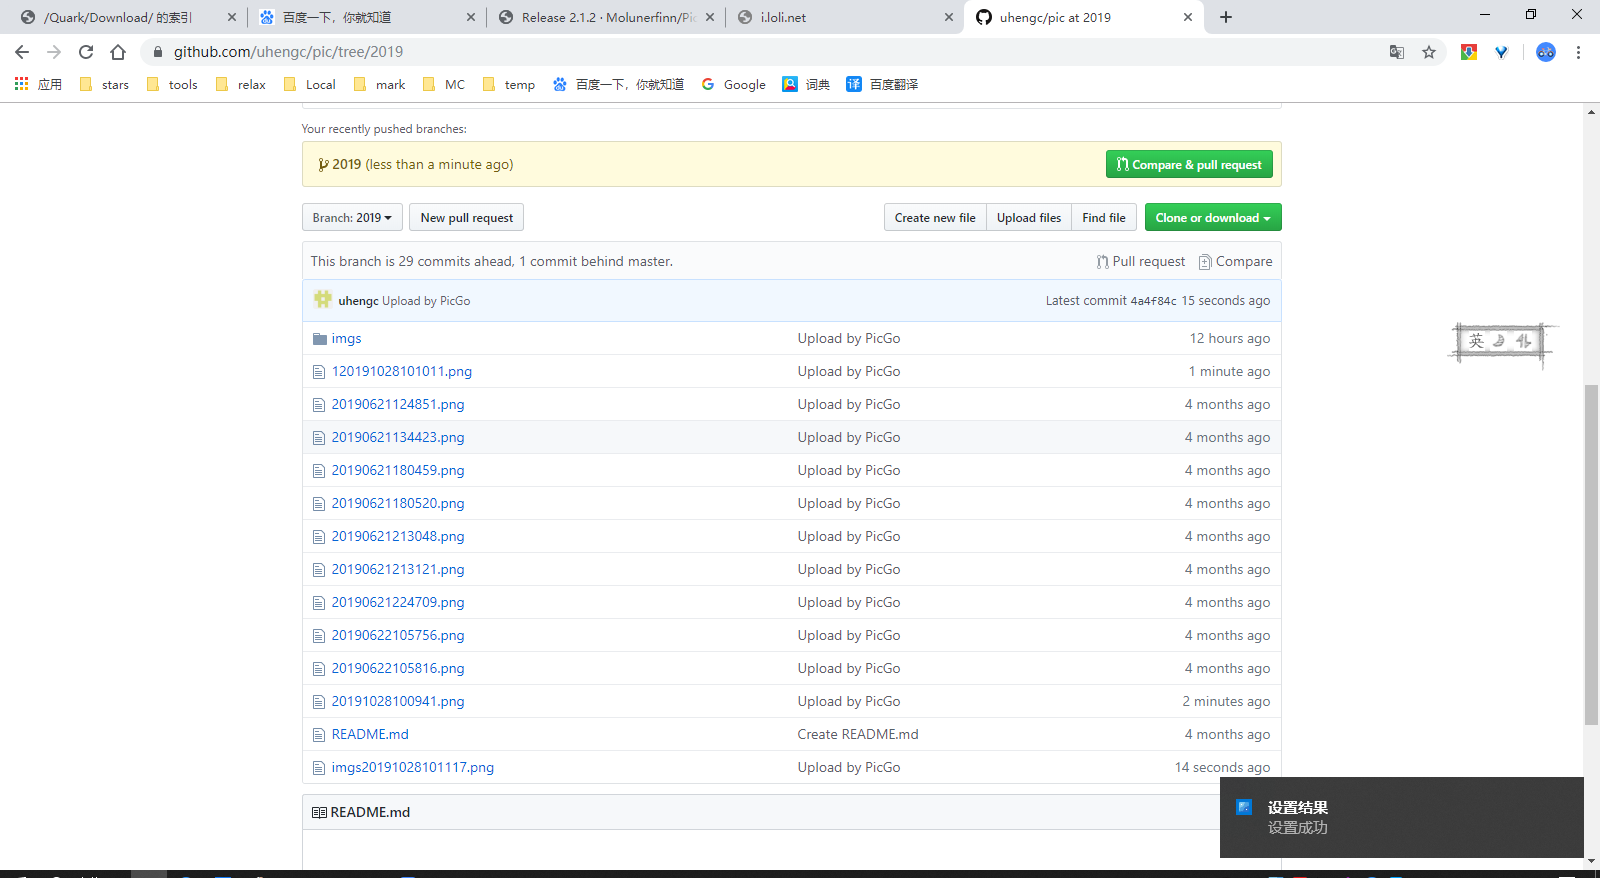 /Quark/Download/ 的索引
百度一下，你就知道
Release 2.1.2 · Molunerfinn/Pic
i.loli.net
uhengc/pic at 2019
github.com/uhengc/pic/tree/2019
应用 stars tools relax Local mark MC temp 百度一下，你就知道 Google 词典 百度翻译
Your recently pushed branches:
2019 (less than a minute ago) Compare & pull request
Branch: 2019 New pull request Create new file Upload files Find file Clone or download
This branch is 29 commits ahead, 1 commit behind master. Pull request Compare
uhengc Upload by PicGo Latest commit 4a4f84c 15 seconds ago
imgs Upload by PicGo 12 hours ago
120191028101011.png Upload by PicGo 1 minute ago
20190621124851.png Upload by PicGo 4 months ago
20190621134423.png Upload by PicGo 4 months ago
20190621180459.png Upload by PicGo 4 months ago
20190621180520.png Upload by PicGo 4 months ago
20190621213048.png Upload by PicGo 4 months ago
20190621213121.png Upload by PicGo 4 months ago
20190621224709.png Upload by PicGo 4 months ago
20190622105756.png Upload by PicGo 4 months ago
20190622105816.png Upload by PicGo 4 months ago
20191028100941.png Upload by PicGo 2 minutes ago
README.md Create README.md 4 months ago
imgs20191028101117.png Upload by PicGo 14 seconds ago
README.md
英
译
设置结果
设置成功